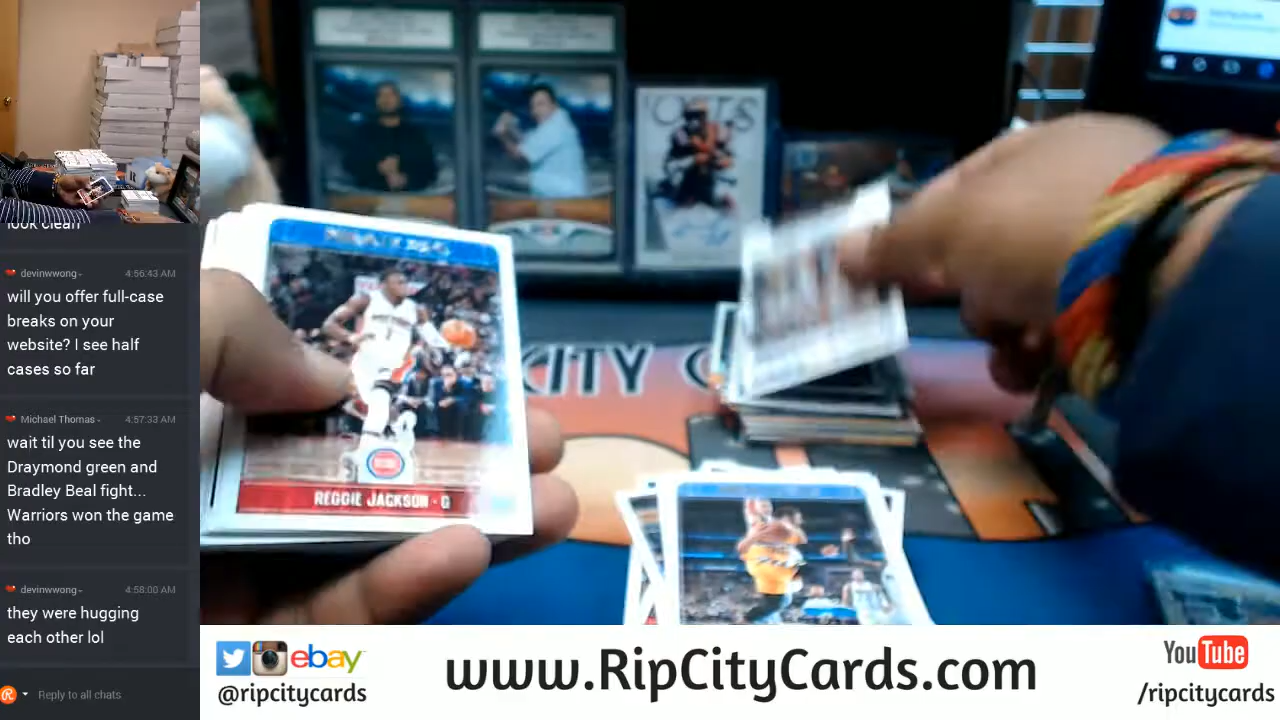 look clean
devinwwong
4:56:43 AM
will you offer full-case
breaks on your
website? I see half
cases so far
Michael Thomas
4:57:33 AM
wait til you see the
Draymond green and
Bradley Beal fight...
Warriors won the game
tho
devinwwong
4:58:00 AM
they were hugging
each other lol
Reply to all chats
CITY C
REGGIE JACKSON • G
ebay
@ripcitycards
www.RipCityCards.com
YouTube
/ripcitycards